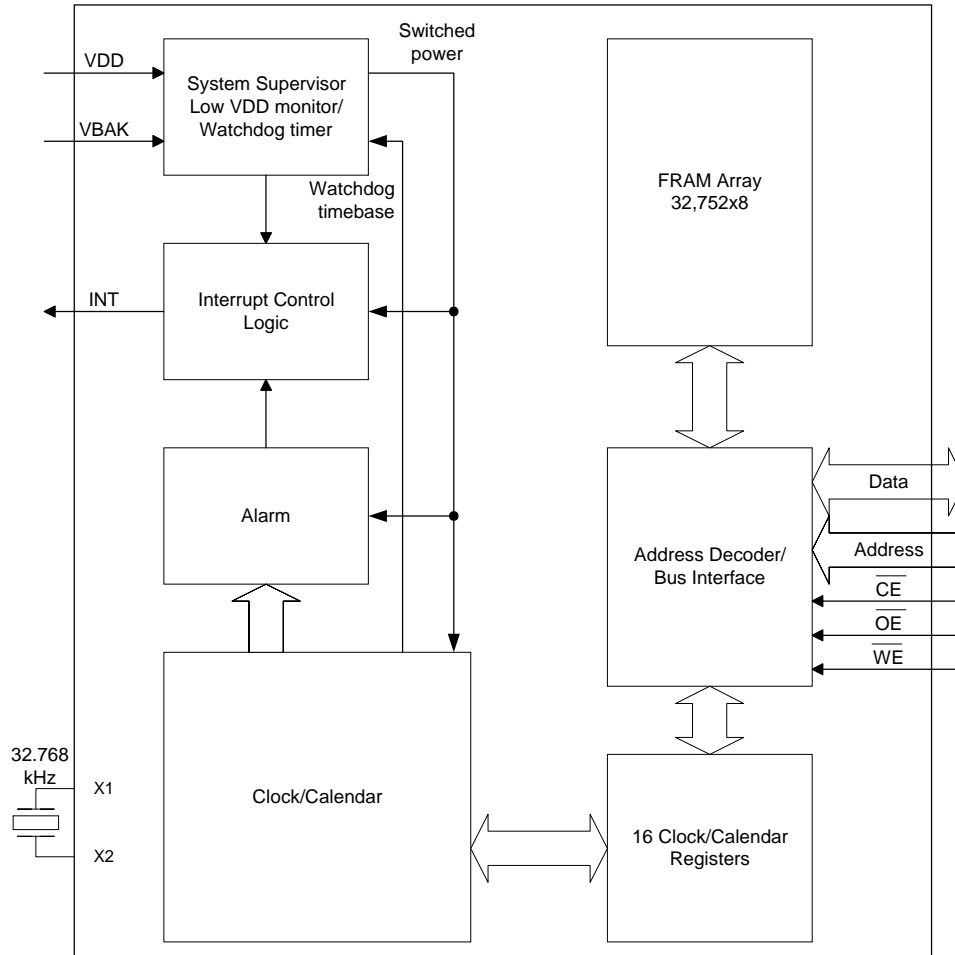 Switched
power
VDD
System Supervisor
Low VDD monitor/
Watchdog timer
VBAK
Watchdog
timebase
FRAM Array
32,752x8
INT
Interrupt Control
Logic
Alarm
Data
Address Decoder/
Bus Interface
Address
CE
OE
WE
32.768
kHz
X1
X2
Clock/Calendar
16 Clock/Calendar
Registers